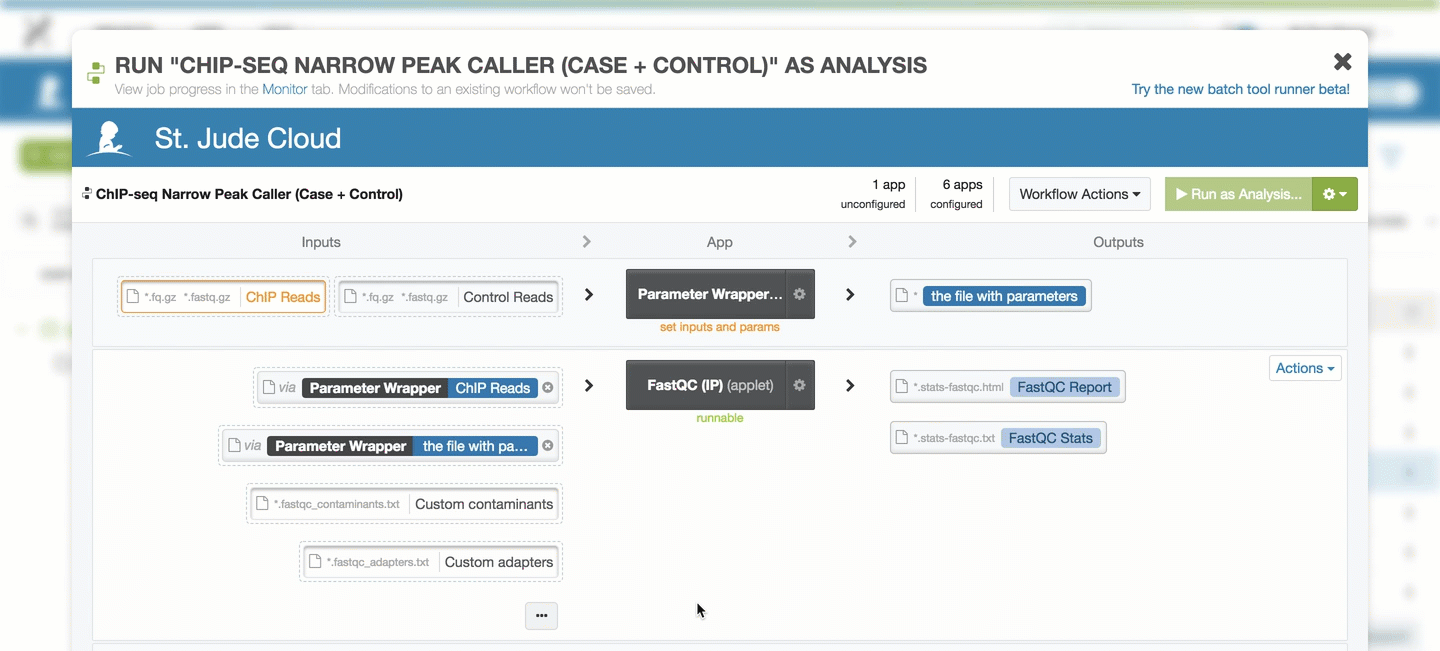 RUN "CHIP-SEQ NARROW PEAK CALLER (CASE + CONTROL)" AS ANALYSIS
View job progress in the Monitor tab. Modifications to an existing workflow won't be saved.
Try the new batch tool runner beta!
St. Jude Cloud
ChIP-seq Narrow Peak Caller (Case + Control)
1 app
unconfigured
6 apps
configured
Workflow Actions
Run as Analysis...
Inputs
App
Outputs
*.fq.gz *.fastq.gz ChIP Reads
*.fq.gz *.fastq.gz Control Reads
Parameter Wrapper...
set inputs and params
* the file with parameters
Actions
via Parameter Wrapper ChIP Reads
FastQC (IP) (applet)
runnable
*.stats-fastqc.html FastQC Report
via Parameter Wrapper the file with pa...
*.stats-fastqc.txt FastQC Stats
*.fastqc_contaminants.txt Custom contaminants
*.fastqc_adapters.txt Custom adapters
...